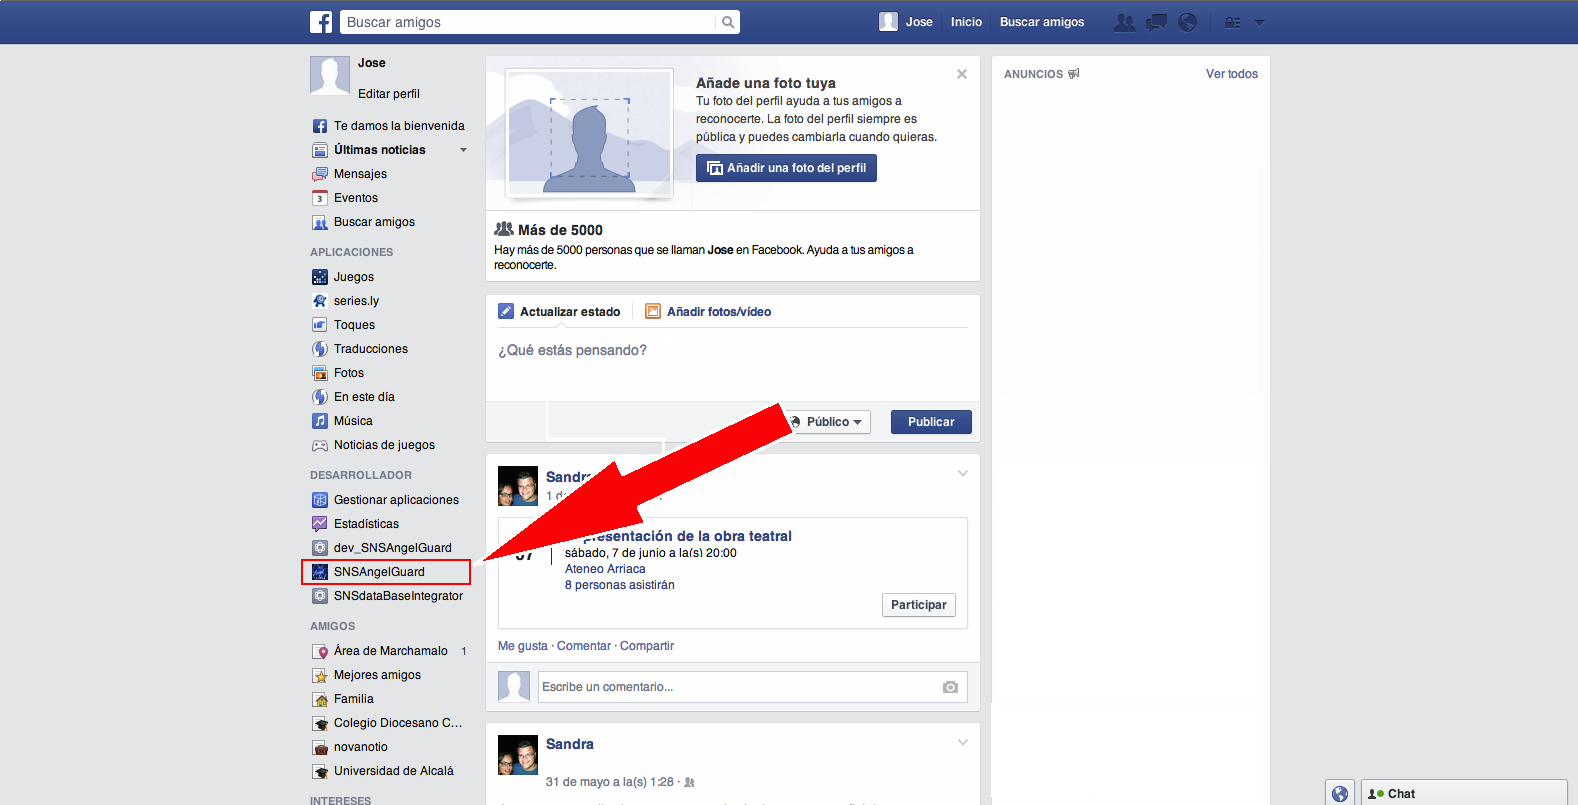 Buscar amigos
Jose
Inicio
Buscar amigos
Jose
Editar perfil
Te damos la bienvenida
Últimas noticias
Mensajes
3
Eventos
Buscar amigos
APLICACIONES
Juegos
series.ly
Toques
Traducciones
Fotos
En este día
Música
Noticias de juegos
DESARROLLADOR
Gestionar aplicaciones
Estadísticas
dev_SNSAngelGuard
SNSAngelGuard
SNSdataBaseIntegrator
AMIGOS
Área de Marchamalo 1
Mejores amigos
Familia
Colegio Diocesano C...
novanotio
Universidad de Alcalá
INTERESES
Añade una foto tuya
Tu foto del perfil ayuda a tus amigos a
reconocerte. La foto del perfil siempre es
pública y puedes cambiarla cuando quieras.
Añadir una foto del perfil
Más de 5000
Hay más de 5000 personas que se llaman Jose en Facebook. Ayuda a tus amigos a
reconocerte.
Actualizar estado
Añadir fotos/vídeo
¿Qué estás pensando?
Público
Publicar
Sandra
de la obra teatral
sábado, 7 de junio a la(s) 20:00
Ateneo Arriaca
8 personas asistirán
Participar
Me gusta · Comentar · Compartir
Escribe un comentario...
Sandra
31 de mayo a la(s) 1:28 ·
ANUNCIOS
Ver todos
Chat